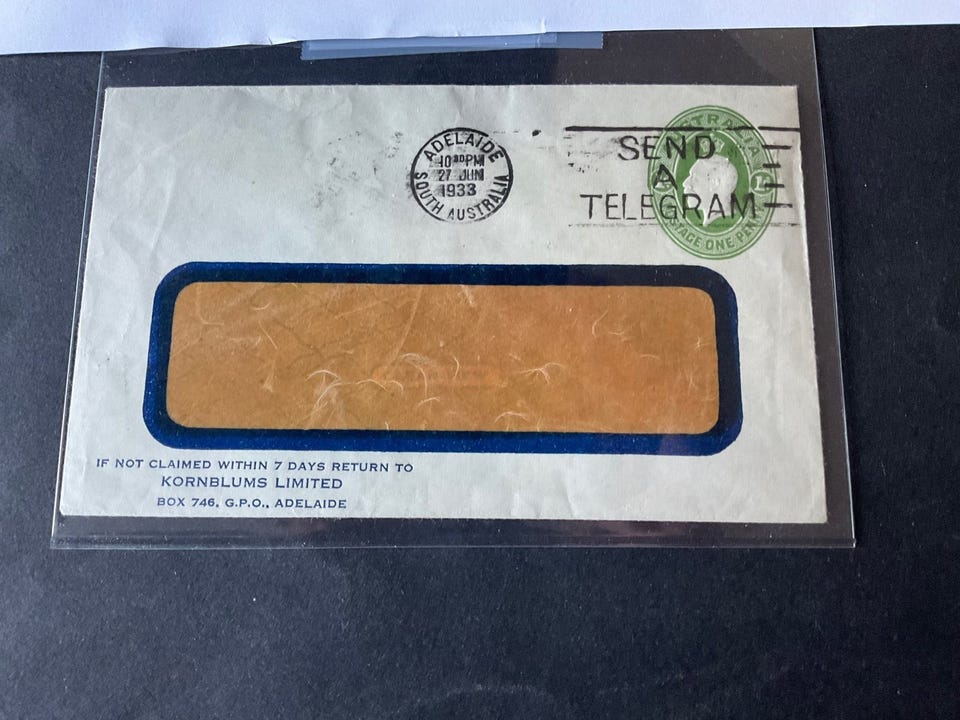 ADELAIDE
10 30 PM
27 JUN
1933
SOUTH AUSTRALIA
SEND
A
TELEGRAM
AUSTRALIA
POSTAGE ONE PENNY
IF NOT CLAIMED WITHIN 7 DAYS RETURN TO
KORNBLUMS LIMITED
BOX 746, G.P.O., ADELAIDE